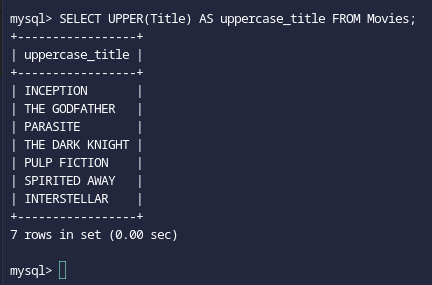 mysql> SELECT UPPER(Title) AS uppercase_title FROM Movies;
+-----------------+
| uppercase_title |
+-----------------+
| INCEPTION       |
| THE GODFATHER   |
| PARASITE        |
| THE DARK KNIGHT |
| PULP FICTION    |
| SPIRITED AWAY   |
| INTERSTELLAR    |
+-----------------+
7 rows in set (0.00 sec)
mysql>